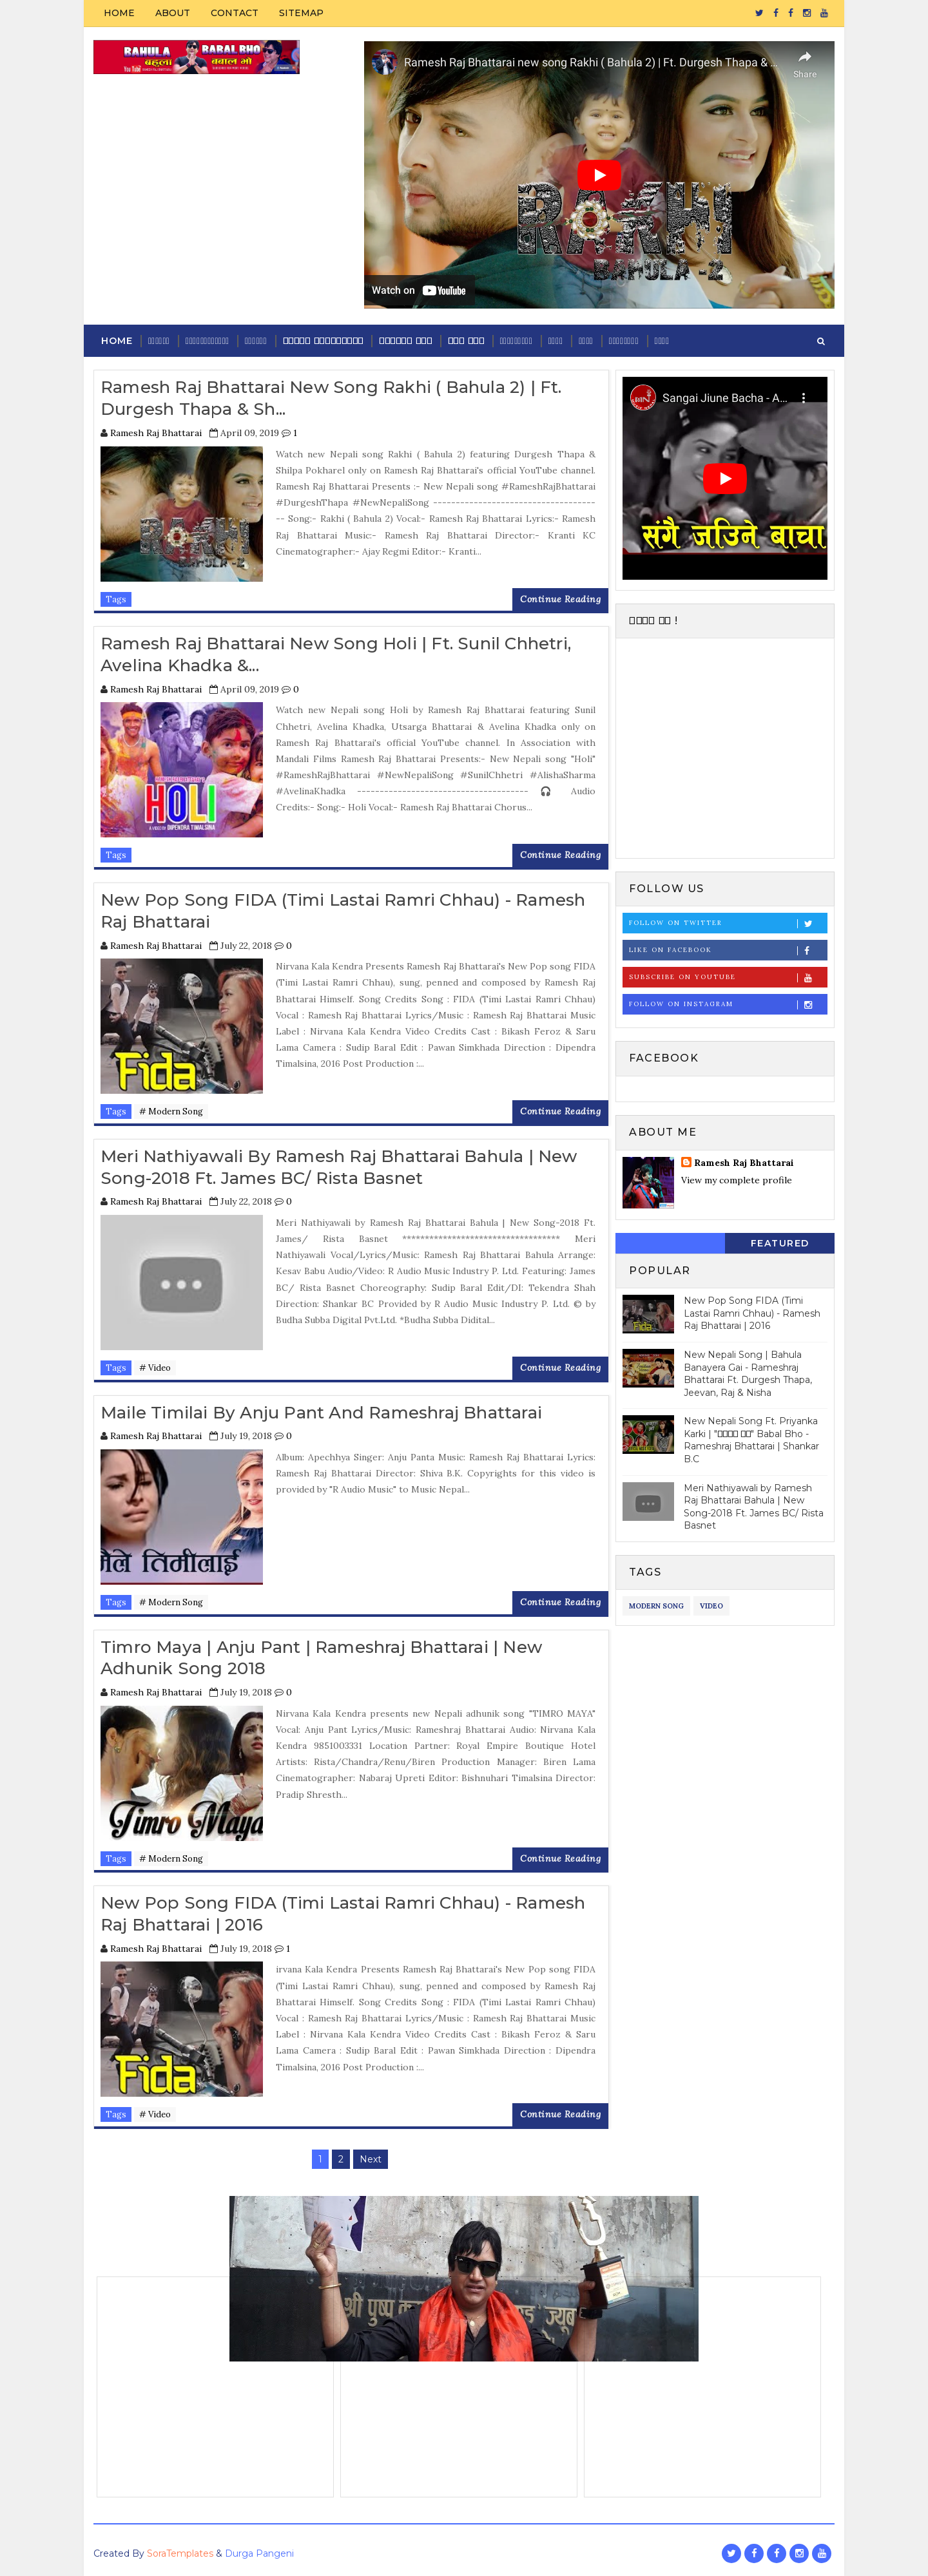 HOME ABOUT CONTACT SITEMAP
BAHULA बहुला YouTube BABAL BHO बबाल भो
Ramesh Raj Bhattarai new song Rakhi ( Bahula 2) | Ft. Durgesh Thapa & ...
Share
RAKHI
BAHULA -2
Watch on YouTube
HOME
Ramesh Raj Bhattarai New Song Rakhi ( Bahula 2) | Ft.
Durgesh Thapa & Sh...
Ramesh Raj Bhattarai April 09, 2019 1
Watch new Nepali song Rakhi ( Bahula 2) featuring Durgesh Thapa &
Shilpa Pokharel only on Ramesh Raj Bhattarai's official YouTube channel.
Ramesh Raj Bhattarai Presents :- New Nepali song #RameshRajBhattarai
#DurgeshThapa #NewNepaliSong ------------------------------------
-- Song:- Rakhi ( Bahula 2) Vocal:- Ramesh Raj Bhattarai Lyrics:- Ramesh
Raj Bhattarai Music:- Ramesh Raj Bhattarai Director:- Kranti KC
Cinematographer:- Ajay Regmi Editor:- Kranti...
RAKHI
BAHULA -2
Tags Continue Reading
Ramesh Raj Bhattarai New Song Holi | Ft. Sunil Chhetri,
Avelina Khadka &...
Ramesh Raj Bhattarai April 09, 2019 0
Watch new Nepali song Holi by Ramesh Raj Bhattarai featuring Sunil
Chhetri, Avelina Khadka, Utsarga Bhattarai & Avelina Khadka only on
Ramesh Raj Bhattarai's official YouTube channel. In Association with
Mandali Films Ramesh Raj Bhattarai Presents:- New Nepali song "Holi"
#RameshRajBhattarai #NewNepaliSong #SunilChhetri #AlishaSharma
#AvelinaKhadka -------------------------------------- 🎧 Audio
Credits:- Song:- Holi Vocal:- Ramesh Raj Bhattarai Chorus...
HOLI
A VIDEO BY DIPENDRA TIMALSINA
Tags Continue Reading
New Pop Song FIDA (Timi Lastai Ramri Chhau) - Ramesh
Raj Bhattarai
Ramesh Raj Bhattarai July 22, 2018 0
Nirvana Kala Kendra Presents Ramesh Raj Bhattarai's New Pop song FIDA
(Timi Lastai Ramri Chhau), sung, penned and composed by Ramesh Raj
Bhattarai Himself. Song Credits Song : FIDA (Timi Lastai Ramri Chhau)
Vocal : Ramesh Raj Bhattarai Lyrics/Music : Ramesh Raj Bhattarai Music
Label : Nirvana Kala Kendra Video Credits Cast : Bikash Feroz & Saru
Lama Camera : Sudip Baral Edit : Pawan Simkhada Direction : Dipendra
Timalsina, 2016 Post Production :...
Fida
Tags # Modern Song Continue Reading
Meri Nathiyawali By Ramesh Raj Bhattarai Bahula | New
Song-2018 Ft. James BC/ Rista Basnet
Ramesh Raj Bhattarai July 22, 2018 0
Meri Nathiyawali by Ramesh Raj Bhattarai Bahula | New Song-2018 Ft.
James/ Rista Basnet *********************************** Meri
Nathiyawali Vocal/Lyrics/Music: Ramesh Raj Bhattarai Bahula Arrange:
Kesav Babu Audio/Video: R Audio Music Industry P. Ltd. Featuring: James
BC/ Rista Basnet Choreography: Sudip Baral Edit/DI: Tekendra Shah
Direction: Shankar BC Provided by R Audio Music Industry P. Ltd. © by
Budha Subba Digital Pvt.Ltd. *Budha Subba Didital...
Tags # Video Continue Reading
Maile Timilai By Anju Pant And Rameshraj Bhattarai
Ramesh Raj Bhattarai July 19, 2018 0
Album: Apechhya Singer: Anju Panta Music: Ramesh Raj Bhattarai Lyrics:
Ramesh Raj Bhattarai Director: Shiva B.K. Copyrights for this video is
provided by "R Audio Music" to Music Nepal...
मैले तिमीलाई
Tags # Modern Song Continue Reading
Timro Maya | Anju Pant | Rameshraj Bhattarai | New
Adhunik Song 2018
Ramesh Raj Bhattarai July 19, 2018 0
Nirvana Kala Kendra presents new Nepali adhunik song "TIMRO MAYA"
Vocal: Anju Pant Lyrics/Music: Rameshraj Bhattarai Audio: Nirvana Kala
Kendra 9851003331 Location Partner: Royal Empire Boutique Hotel
Artists: Rista/Chandra/Renu/Biren Production Manager: Biren Lama
Cinematographer: Nabaraj Upreti Editor: Bishnuhari Timalsina Director:
Pradip Shresth...
Timro Maya
Tags # Modern Song Continue Reading
New Pop Song FIDA (Timi Lastai Ramri Chhau) - Ramesh
Raj Bhattarai | 2016
Ramesh Raj Bhattarai July 19, 2018 1
irvana Kala Kendra Presents Ramesh Raj Bhattarai's New Pop song FIDA
(Timi Lastai Ramri Chhau), sung, penned and composed by Ramesh Raj
Bhattarai Himself. Song Credits Song : FIDA (Timi Lastai Ramri Chhau)
Vocal : Ramesh Raj Bhattarai Lyrics/Music : Ramesh Raj Bhattarai Music
Label : Nirvana Kala Kendra Video Credits Cast : Bikash Feroz & Saru
Lama Camera : Sudip Baral Edit : Pawan Simkhada Direction : Dipendra
Timalsina, 2016 Post Production :...
Fida
Tags # Video Continue Reading
1 2 Next
Sangai Jiune Bacha - A...
संगै जिउने बाचा
FOLLOW US
FOLLOW ON TWITTER
LIKE ON FACEBOOK
SUBSCRIBE ON YOUTUBE
FOLLOW ON INSTAGRAM
FACEBOOK
ABOUT ME
Ramesh Raj Bhattarai
View my complete profile
FEATURED
POPULAR
New Pop Song FIDA (Timi
Lastai Ramri Chhau) - Ramesh
Raj Bhattarai | 2016
Fida
New Nepali Song | Bahula
Banayera Gai - Rameshraj
Bhattarai Ft. Durgesh Thapa,
Jeevan, Raj & Nisha
New Nepali Song Ft. Priyanka
Karki | " " Babal Bho -
Rameshraj Bhattarai | Shankar
B.C
Meri Nathiyawali by Ramesh
Raj Bhattarai Bahula | New
Song-2018 Ft. James BC/ Rista
Basnet
TAGS
MODERN SONG VIDEO
Created By SoraTemplates & Durga Pangeni